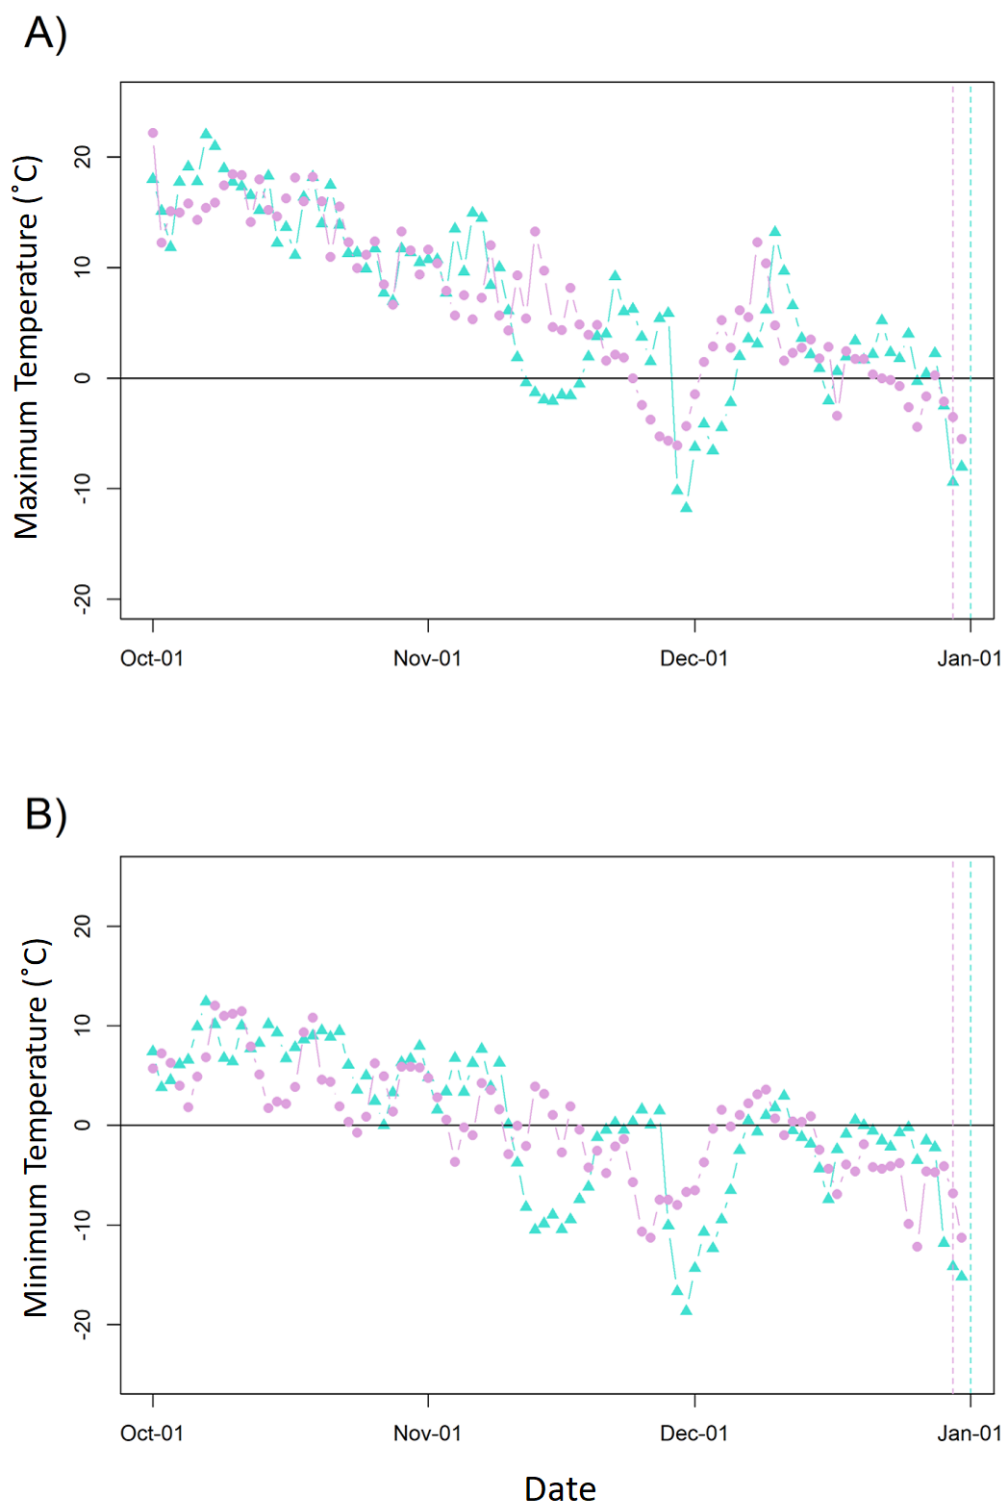 A)
Maximum Temperature (˚C)
20
10
0
-10
-20
Oct-01 Nov-01 Dec-01 Jan-01
B)
Minimum Temperature (˚C)
20
10
0
-10
-20
Oct-01 Nov-01 Dec-01 Jan-01
Date